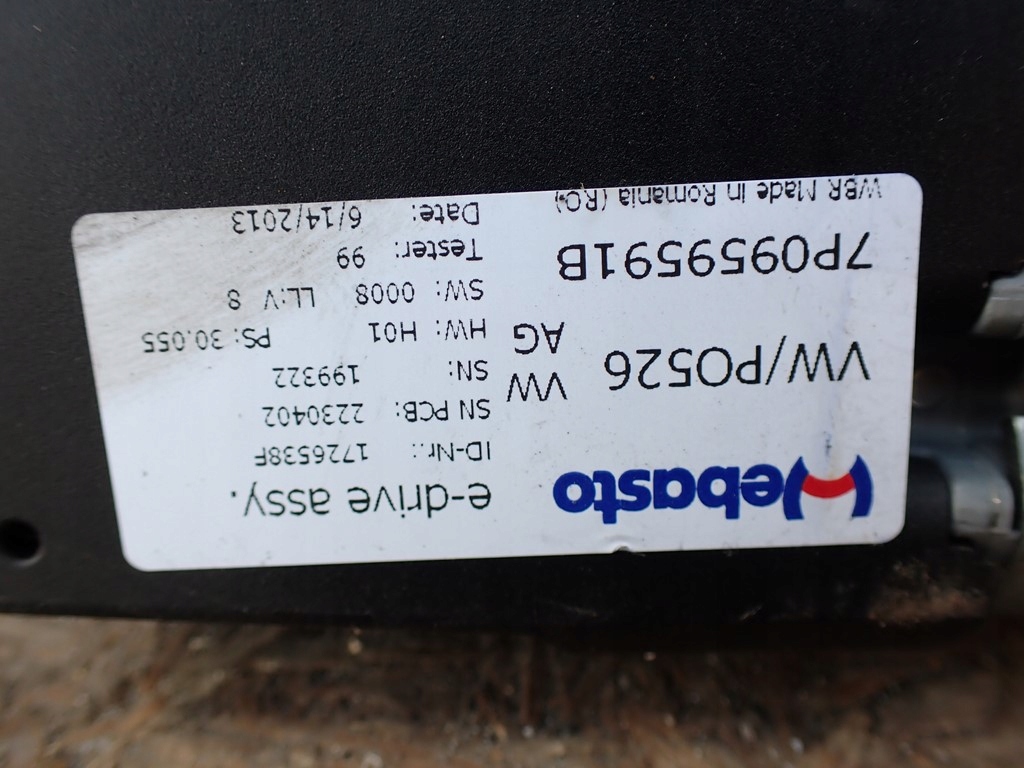 Webasto
e-drive assy.
ID-Nr.: 1726538F
SN PCB: 2230402
VW/PO526
VW
AG
SN: 199322
HW: H01 PS: 30.055
SW: 0008 LL:V 8
7P0959591B
Tester: 99
WBR Made in Romania (RO)
Date: 6/14/2013